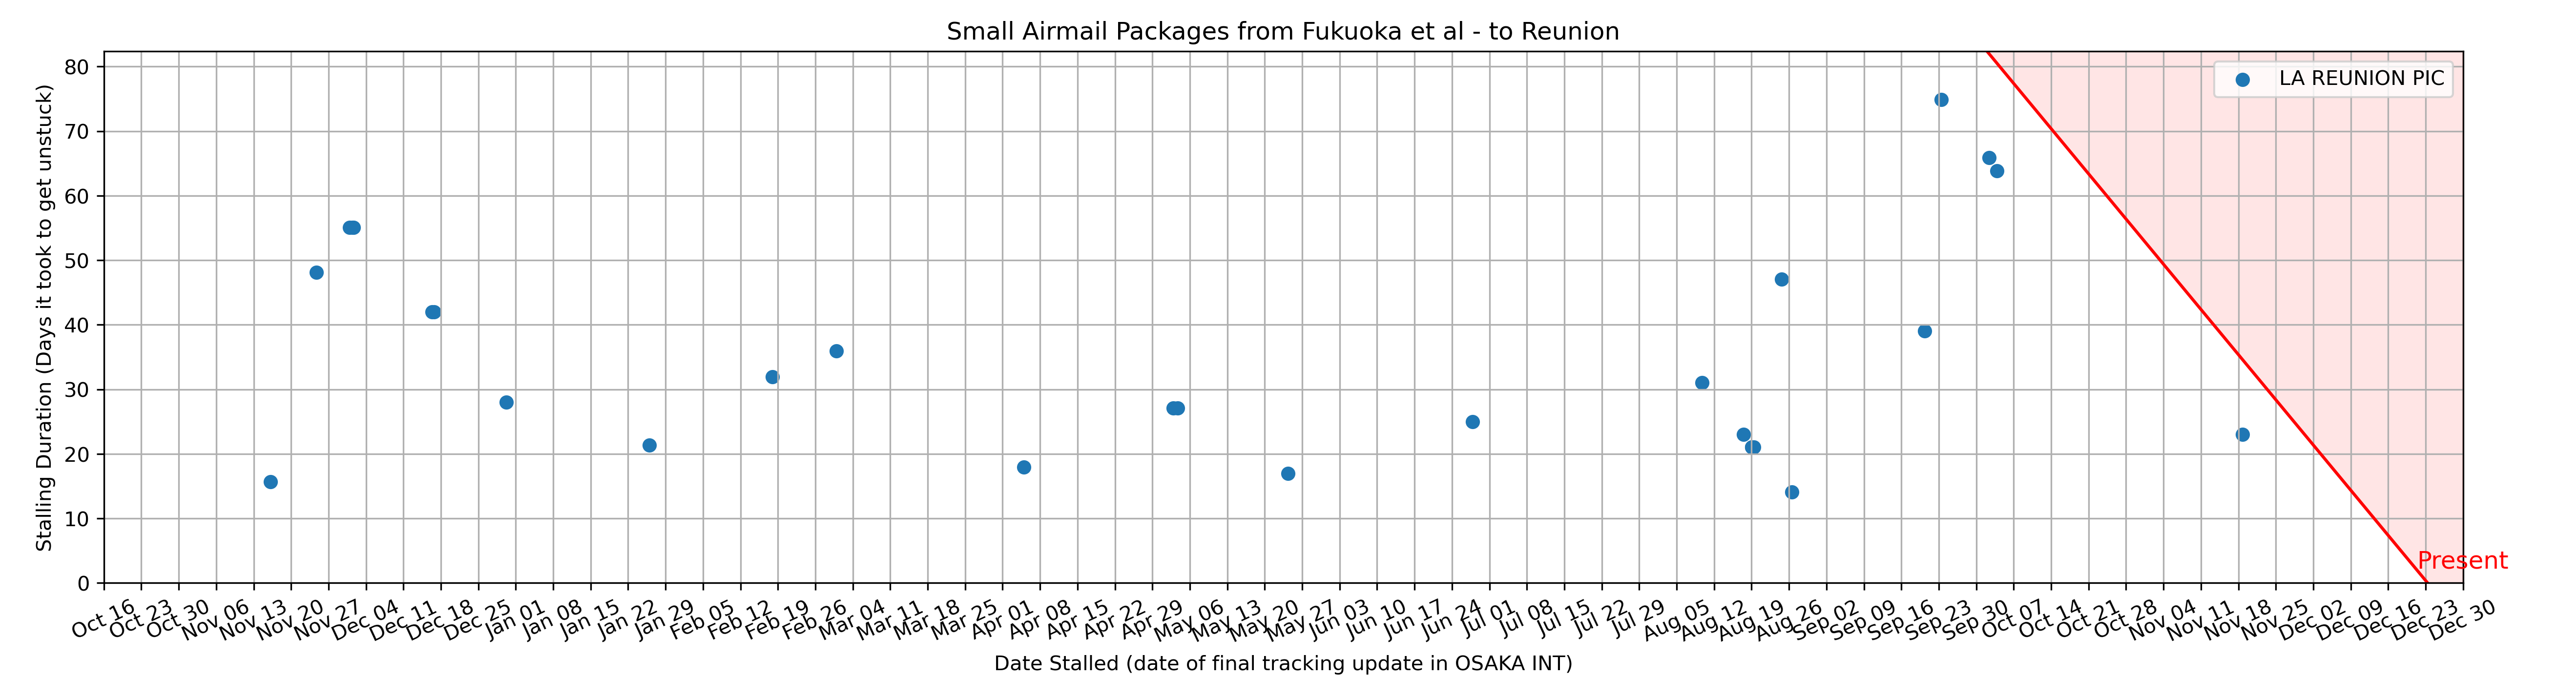 Small Airmail Packages from Fukuoka et al - to Reunion
LA REUNION PIC
80
70
60
50
40
30
20
10
0
Stalling Duration (Days it took to get unstuck)
Present
Oct 16
Oct 23
Oct 30
Nov 06
Nov 13
Nov 20
Nov 27
Dec 04
Dec 11
Dec 18
Dec 25
Jan 01
Jan 08
Jan 15
Jan 22
Jan 29
Feb 05
Feb 12
Feb 19
Feb 26
Mar 04
Mar 11
Mar 18
Mar 25
Apr 01
Apr 08
Apr 15
Apr 22
Apr 29
May 06
May 13
May 20
May 27
Jun 03
Jun 10
Jun 17
Jun 24
Jul 01
Jul 08
Jul 15
Jul 22
Jul 29
Aug 05
Aug 12
Aug 19
Aug 26
Sep 02
Sep 09
Sep 16
Sep 23
Sep 30
Oct 07
Oct 14
Oct 21
Oct 28
Nov 04
Nov 11
Nov 18
Nov 25
Dec 02
Dec 09
Dec 16
Dec 23
Dec 30
Date Stalled (date of final tracking update in OSAKA INT)